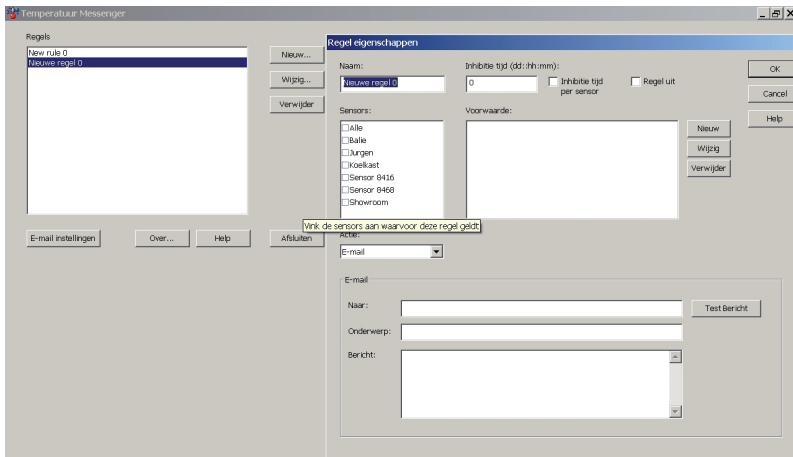 Temperatuur Messenger
Regels
New rule 0
Nieuwe regel 0
Nieuw...
Wijzig...
Verwijder
E-mail instellingen
Over...
Help
Afsluiten
Regel eigenschappen
Naam:
Nieuwe regel 0
Inhibitie tijd (dd::hh:mm):
0
Inhibitie tijd
per sensor
Regel uit
OK
Cancel
Help
Sensors:
Alle
Balie
Jurgen
Koelkast
Sensor 8416
Sensor 8468
Showroom
Voorwaarde:
Nieuw
Wijzig
Verwijder
Vink de sensors aan waarvoor deze regel geldt
Actie:
E-mail
E-mail
Naar:
Test Bericht
Onderwerp:
Bericht: